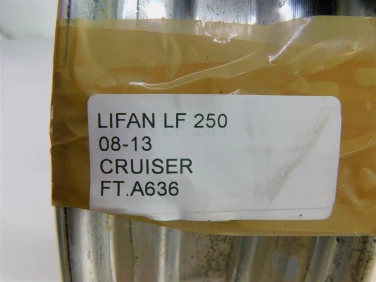 LIFAN LF 250
08-13
CRUISER
FT.A636